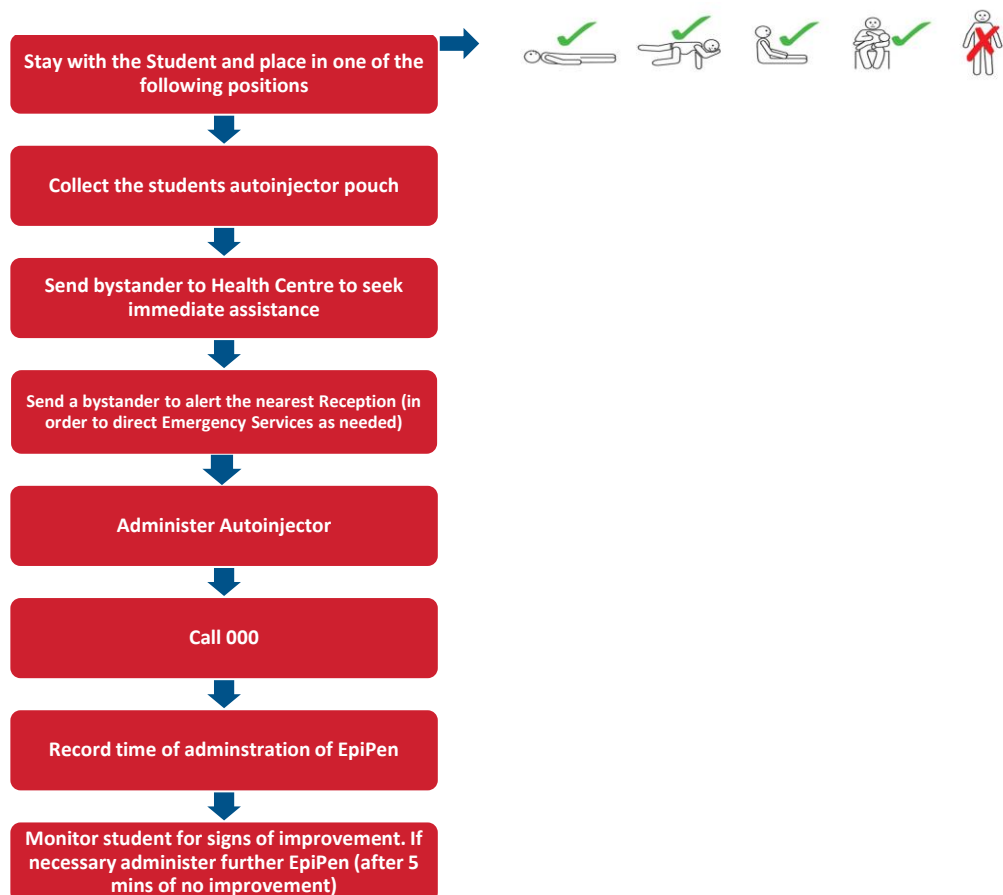 Stay with the Student and place in one of the
following positions
Collect the students autoinjector pouch
Send bystander to Health Centre to seek
immediate assistance
Send a bystander to alert the nearest Reception (in
order to direct Emergency Services as needed)
Administer Autoinjector
Call 000
Record time of adminstration of EpiPen
Monitor student for signs of improvement. If
necessary administer further EpiPen (after 5
mins of no improvement)